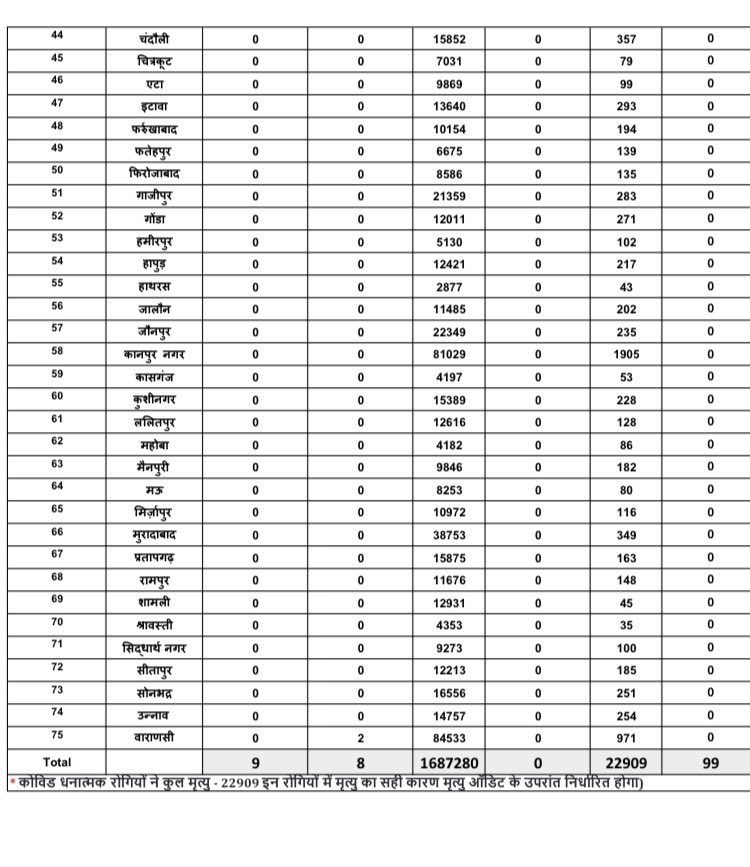 44 चंदौली 0 0 15852 0 357 0
45 चित्रकूट 0 0 7031 0 79 0
46 एटा 0 0 9869 0 99 0
47 इटावा 0 0 13640 0 293 0
48 फर्रुखाबाद 0 0 10154 0 194 0
49 फतेहपुर 0 0 6675 0 139 0
50 फिरोजाबाद 0 0 8586 0 135 0
51 गाजीपुर 0 0 21359 0 283 0
52 गोंडा 0 0 12011 0 271 0
53 हमीरपुर 0 0 5130 0 102 0
54 हापुड़ 0 0 12421 0 217 0
55 हाथरस 0 0 2877 0 43 0
56 जालौन 0 0 11485 0 202 0
57 जौनपुर 0 0 22349 0 235 0
58 कानपुर नगर 0 0 81029 0 1905 0
59 कासगंज 0 0 4197 0 53 0
60 कुशीनगर 0 0 15389 0 228 0
61 ललितपुर 0 0 12616 0 128 0
62 महोबा 0 0 4182 0 86 0
63 मैनपुरी 0 0 9846 0 182 0
64 मऊ 0 0 8253 0 80 0
65 मिर्ज़ापुर 0 0 10972 0 116 0
66 मुरादाबाद 0 0 38753 0 349 0
67 प्रतापगढ़ 0 0 15875 0 163 0
68 रामपुर 0 0 11676 0 148 0
69 शामली 0 0 12931 0 45 0
70 श्रावस्ती 0 0 4353 0 35 0
71 सिद्धार्थ नगर 0 0 9273 0 100 0
72 सीतापुर 0 0 12213 0 185 0
73 सोनभद्र 0 0 16556 0 251 0
74 उन्नाव 0 0 14757 0 254 0
75 वाराणसी 0 2 84533 0 971 0
Total 9 8 1687280 0 22909 99
* कोविड धनात्मक रोगियों ने कुल मृत्यु - 22909 इन रोगियों में मृत्यु का सही कारण मृत्यु ऑडिट के उपरांत निर्धारित होगा)